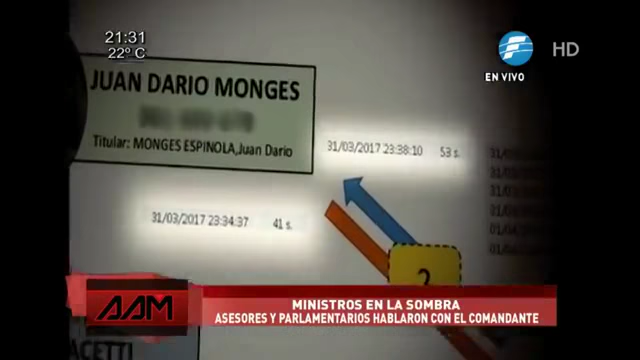 21:31
22°C
EN VIVO
HD
JUAN DARIO MONGES
Titular: MONGES ESPINOLA,Juan Dario
31/03/2017 23:38:10 53 s.
31/03/2017 23:34:37 41 s.
2
MINISTROS EN LA SOMBRA
AAM
ASESORES Y PARLAMENTARIOS HABLARON CON EL COMANDANTE
ACETTI